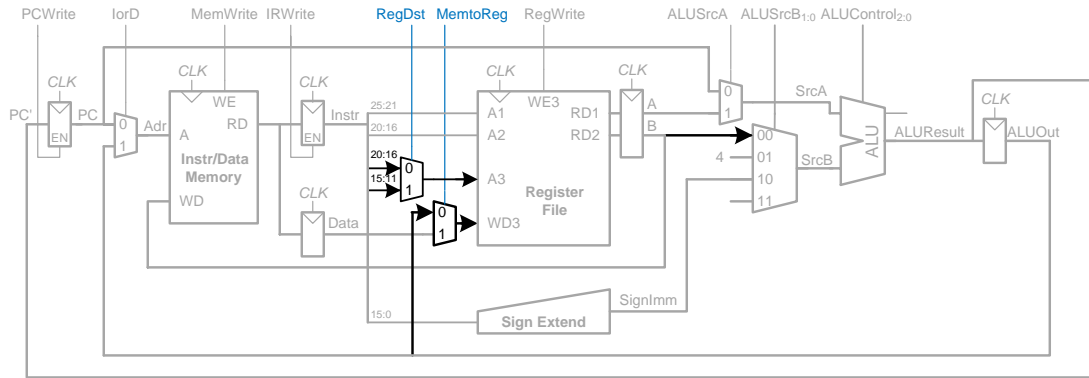 PCWrite IorD MemWrite IRWrite RegDst MemtoReg RegWrite ALUSrcA ALUSrcB1:0 ALUControl2:0
CLK CLK CLK CLK CLK CLK
PC' PC EN
0 1 Adr
WE
A RD
Instr/Data
Memory
WD
EN Instr
CLK
Data
25:21
20:16
20:16
15:11
15:0
0
1
0
1
A1 WE3 RD1
A2 RD2
A3
Register
File
WD3
A
B
0
1
SrcA
4
00
01
10
11
SrcB
ALU
ALUResult
ALUOut
SignImm
Sign Extend